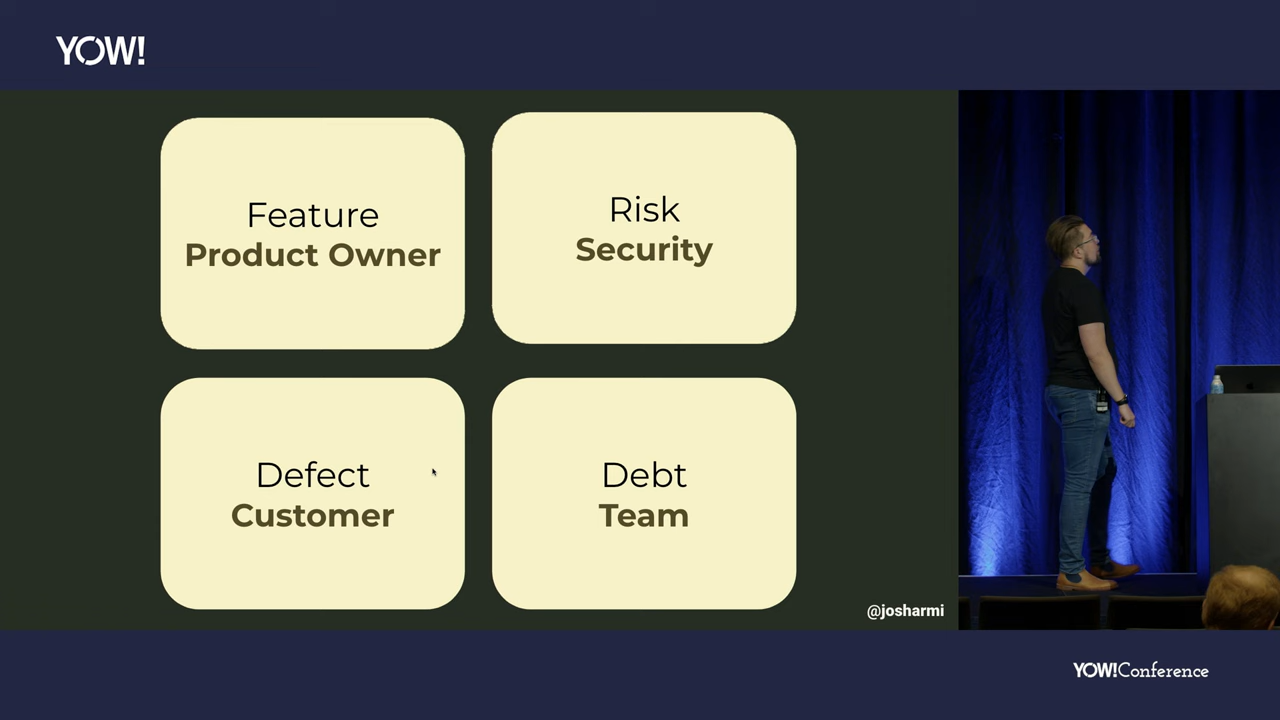 YOW!
Feature
Product Owner
Risk
Security
Defect
Customer
Debt
Team
@josharmi
YOW!Conference